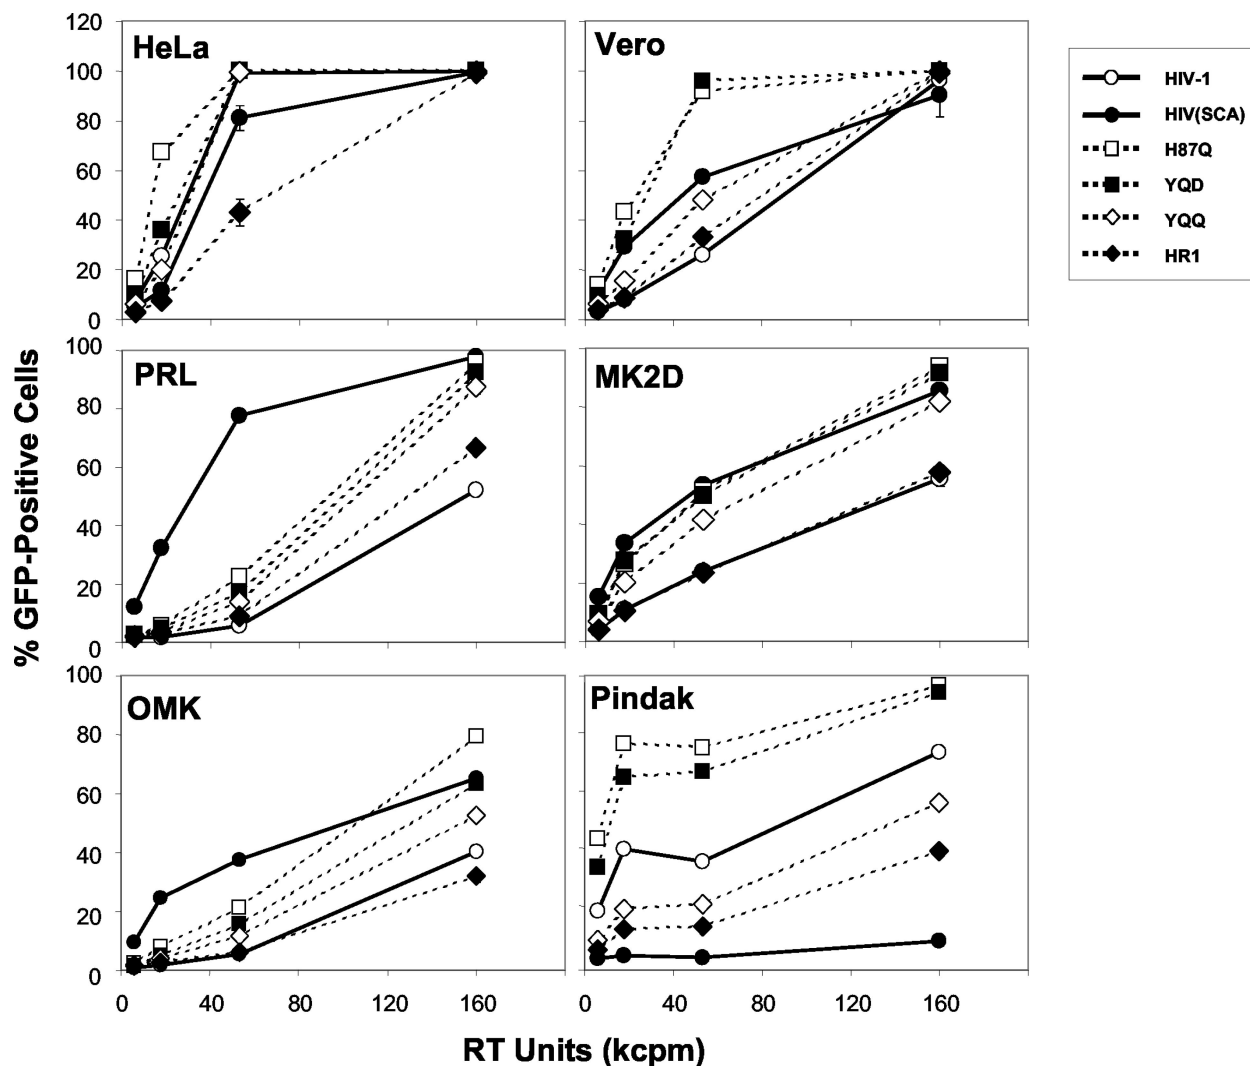 HeLa
120
100
80
60
40
20
0
Vero
HIV-1
HIV(SCA)
H87Q
YQD
YQQ
HR1
PRL
100
80
60
40
20
0
MK2D
% GFP-Positive Cells
OMK
100
80
60
40
20
0
Pindak
0 40 80 120 160
0 40 80 120 160
RT Units (kcpm)